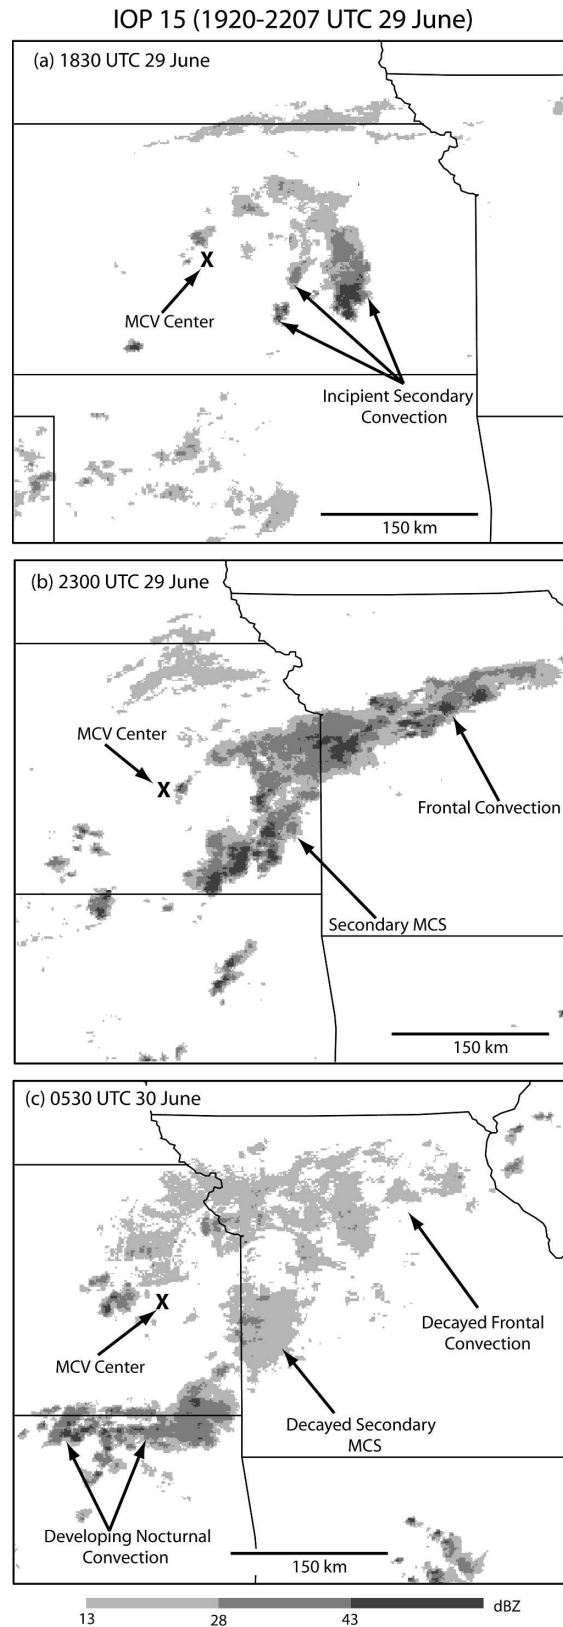 IOP 15 (1920-2207 UTC 29 June)
(a) 1830 UTC 29 June
X
MCV Center
Incipient Secondary
Convection
150 km
(b) 2300 UTC 29 June
MCV Center
X
Frontal Convection
Secondary MCS
150 km
(c) 0530 UTC 30 June
X
MCV Center
Decayed Frontal
Convection
Decayed Secondary
MCS
Developing Nocturnal
Convection
150 km
dBZ
13 28 43